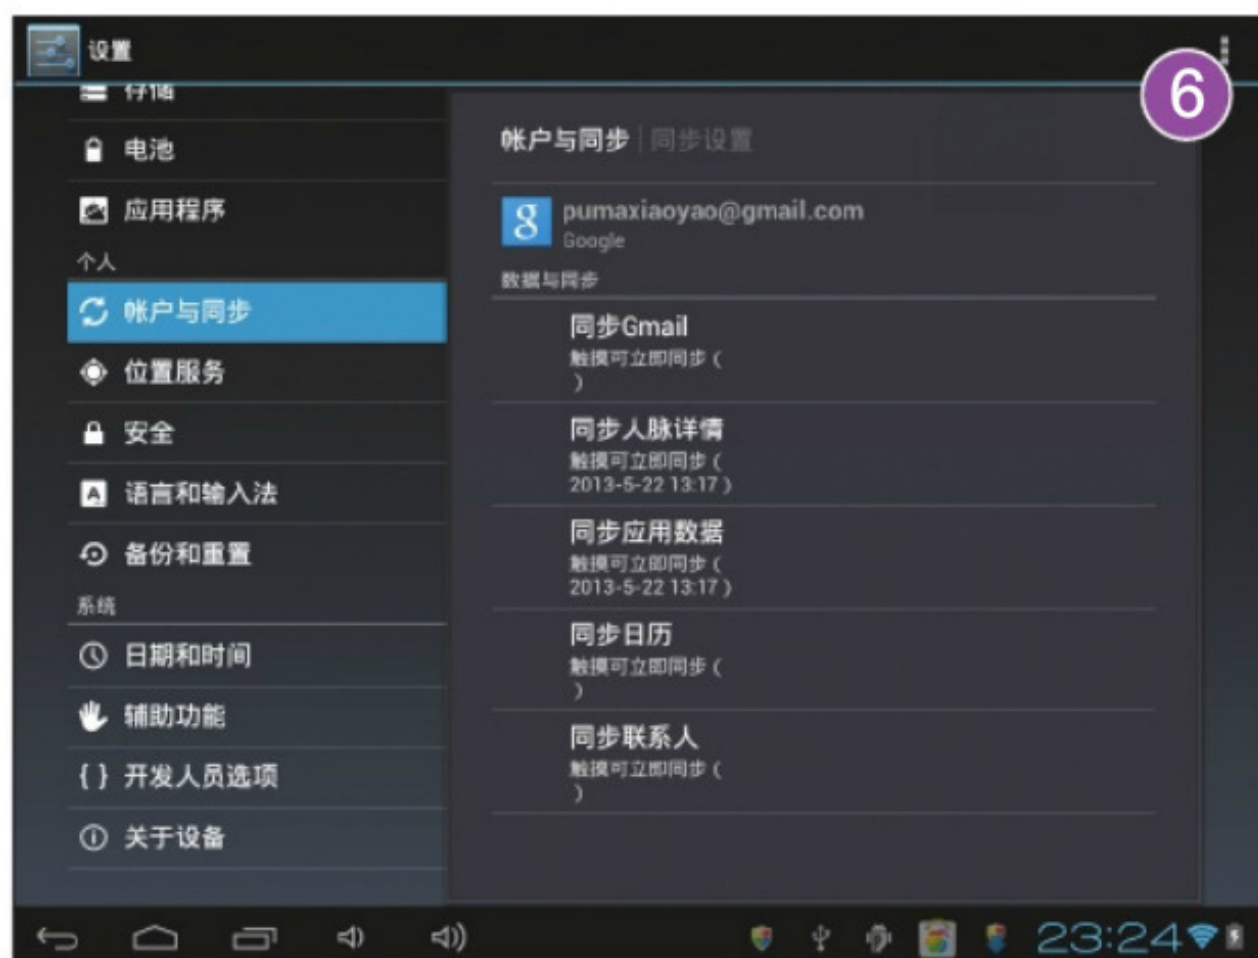 设置
6
存储
电池
应用程序
个人
帐户与同步
位置服务
安全
语言和输入法
备份和重置
系统
日期和时间
辅助功能
{ } 开发人员选项
关于设备
帐户与同步 | 同步设置
pumaxiaoyao@gmail.com
Google
数据与同步
同步Gmail
触摸可立即同步 (
)
同步人脉详情
触摸可立即同步 (
2013-5-22 13:17 )
同步应用数据
触摸可立即同步 (
2013-5-22 13:17 )
同步日历
触摸可立即同步 (
)
同步联系人
触摸可立即同步 (
)
23:24